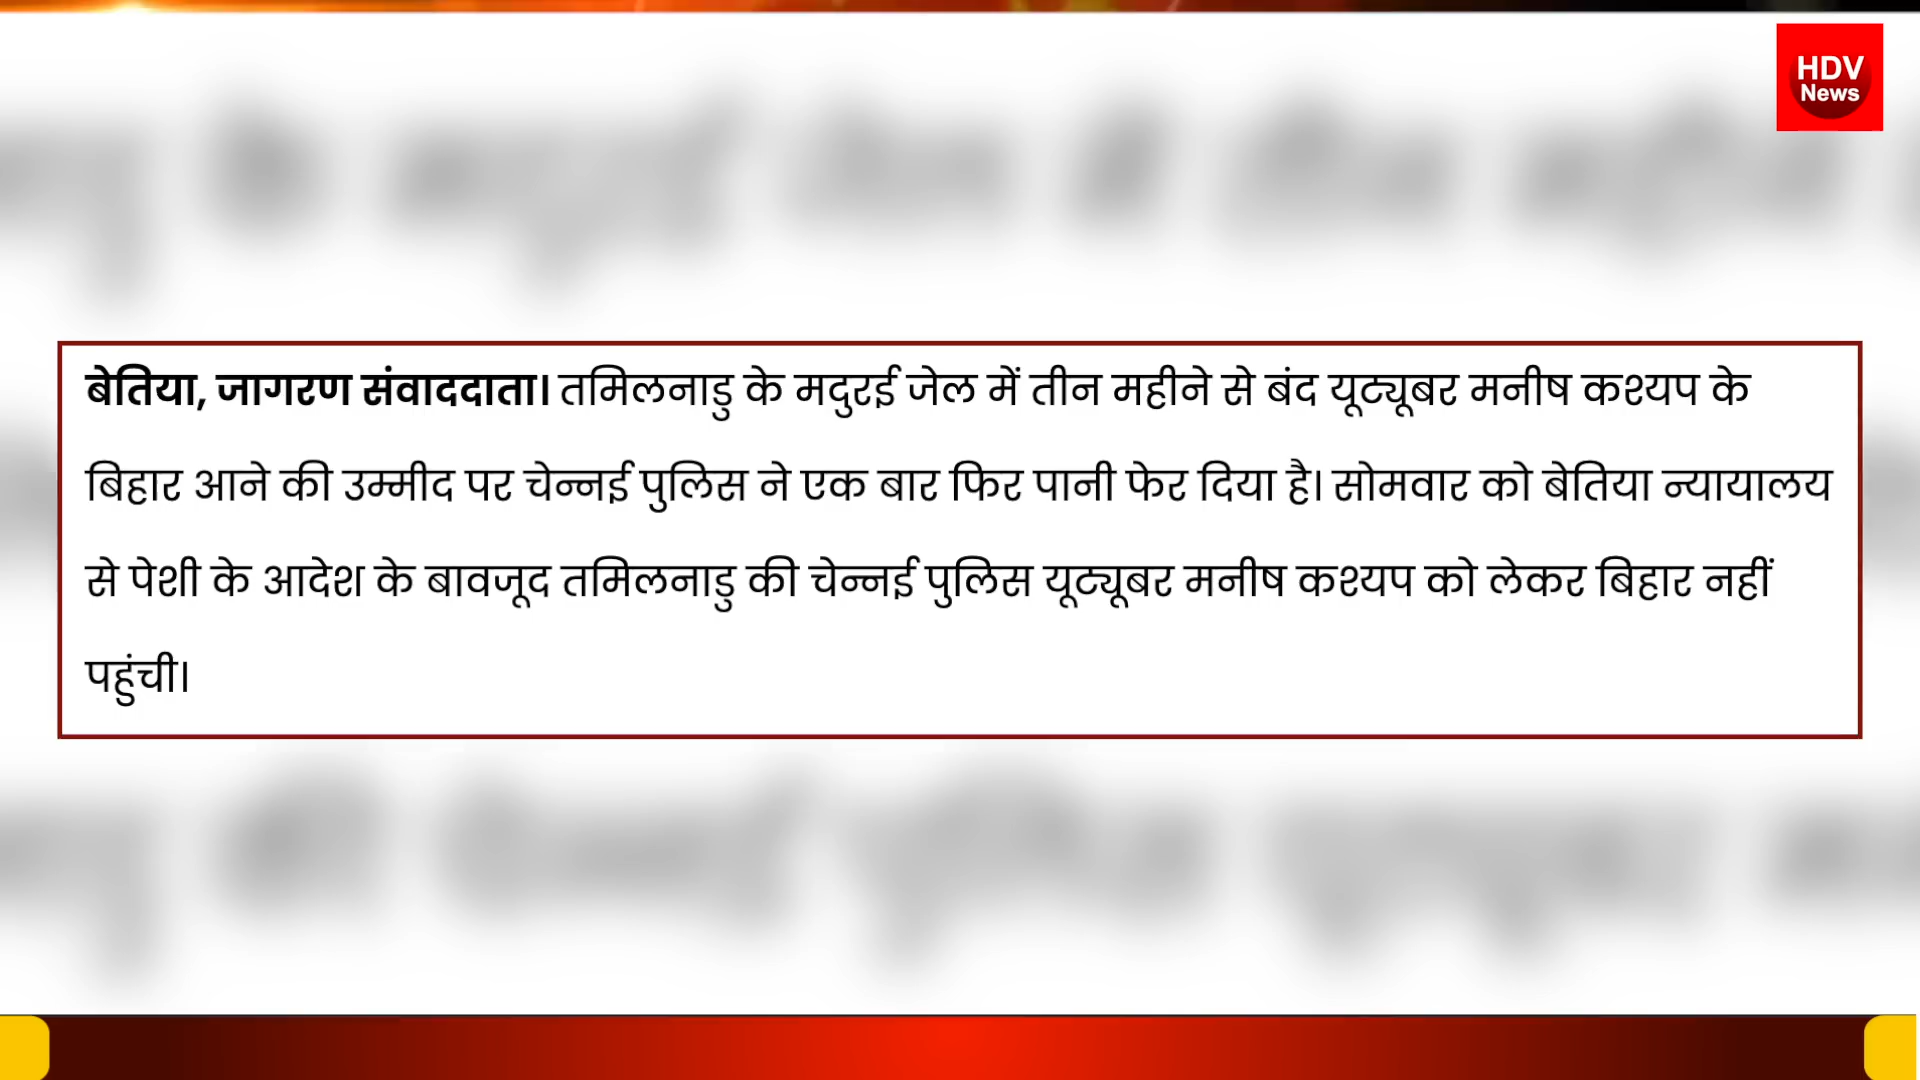 HDV
News
बेतिया, जागरण संवाददाता। तमिलनाडु के मदुरई जेल में तीन महीने से बंद यूट्यूबर मनीष कश्यप के
बिहार आने की उम्मीद पर चेन्नई पुलिस ने एक बार फिर पानी फेर दिया है। सोमवार को बेतिया न्यायालय
से पेशी के आदेश के बावजूद तमिलनाडु की चेन्नई पुलिस यूट्यूबर मनीष कश्यप को लेकर बिहार नहीं
पहुंची।